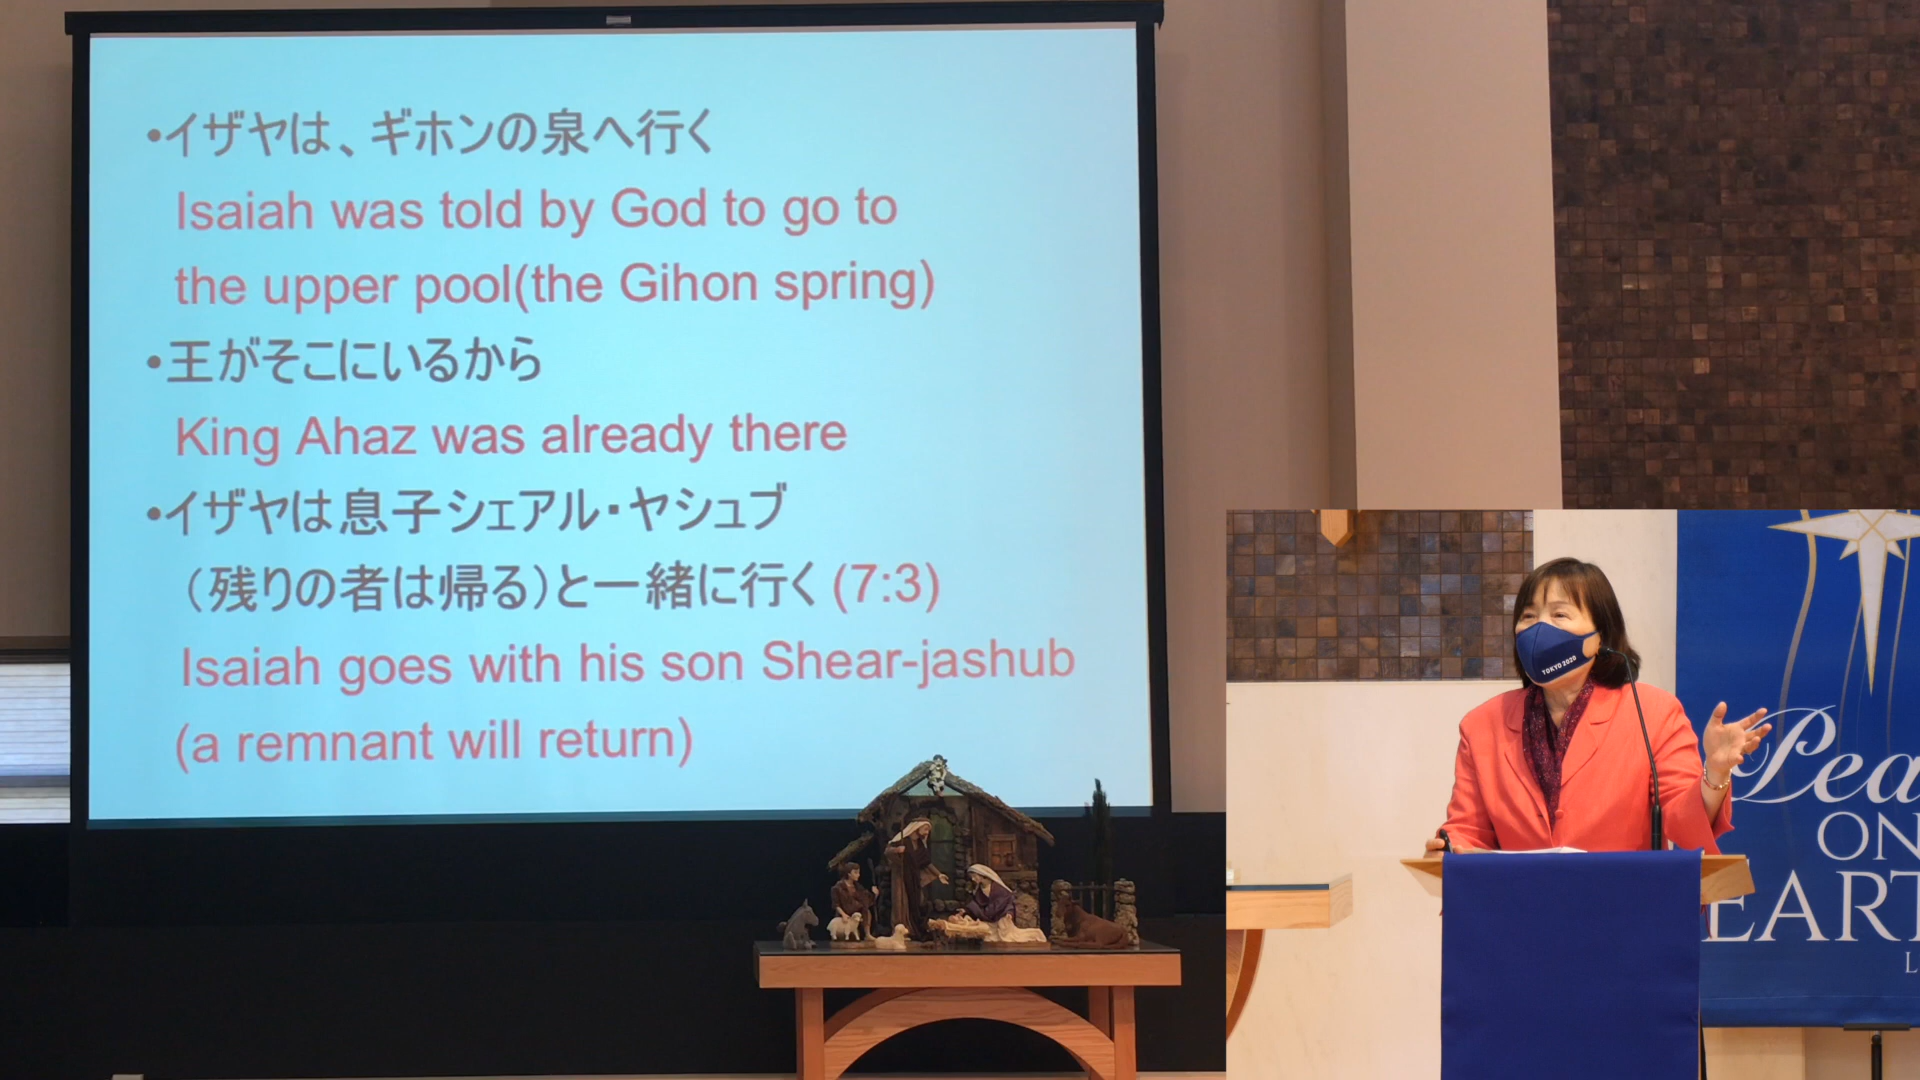 •イザヤは、ギホンの泉へ行く
Isaiah was told by God to go to
the upper pool(the Gihon spring)
•王がそこにいるから
King Ahaz was already there
•イザヤは息子シェアル・ヤシュブ
（残りの者は帰る）と一緒に行く (7:3)
Isaiah goes with his son Shear-jashub
(a remnant will return)
TOKYO 2020
Pea
ON
EART
L